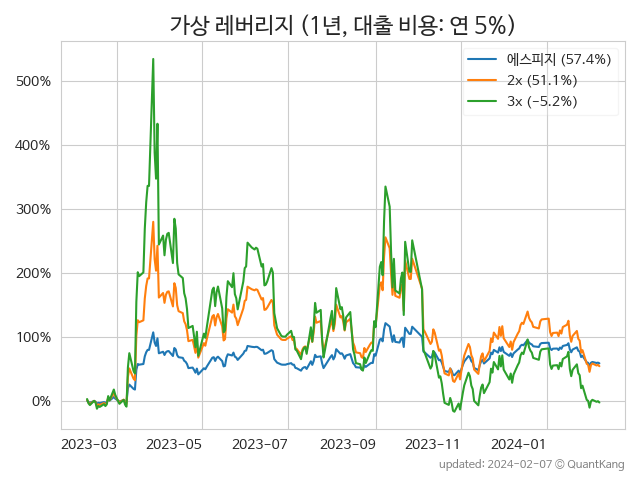 가상 레버리지 (1년, 대출 비용: 연 5%)
에스피지 (57.4%)
2x (51.1%)
3x (-5.2%)
500%
400%
300%
200%
100%
0%
2023-03 2023-05 2023-07 2023-09 2023-11 2024-01
updated: 2024-02-07 © QuantKang